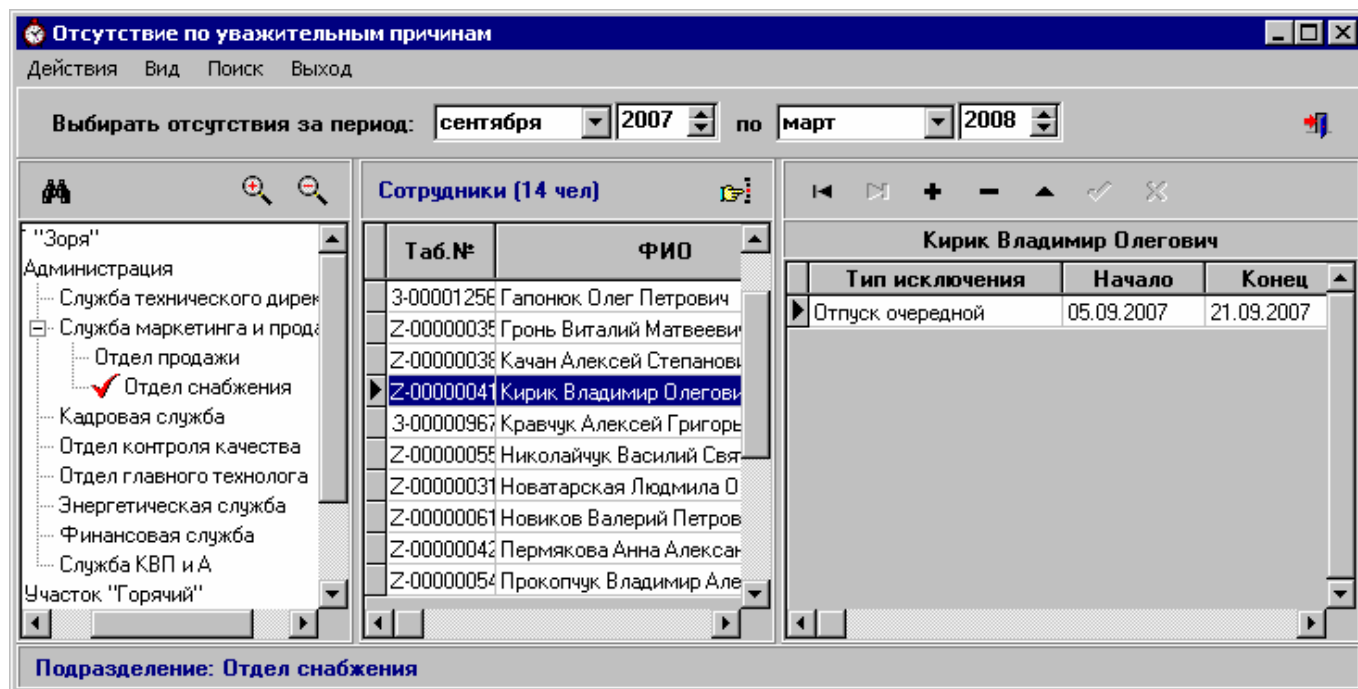 Отсутствие по уважительным причинам
Действия Вид Поиск Выход
Выбирать отсутствия за период: сентября 2007 по март 2008
Сотрудники (14 чел)
"Зоря"
Администрация
Служба технического дирек
Служба маркетинга и прода
Отдел продажи
Отдел снабжения
Кадровая служба
Отдел контроля качества
Отдел главного технолога
Энергетическая служба
Финансовая служба
Служба КВП и А
Участок "Горячий"
Таб.№ ФИО
3-00001256 Гапонюк Олег Петрович
Z-00000035 Гронь Виталий Матвеевич
Z-00000038 Качан Алексей Степанови
Z-00000041 Кирик Владимир Олегови
3-00000967 Кравчук Алексей Григорь
Z-00000055 Николайчук Василий Свят
Z-00000031 Новатарская Людмила О
Z-00000061 Новиков Валерий Петров
Z-00000042 Пермякова Анна Алексан
Z-00000054 Прокопчук Владимир Але
Кирик Владимир Олегович
Тип исключения Начало Конец
Отпуск очередной 05.09.2007 21.09.2007
Подразделение: Отдел снабжения